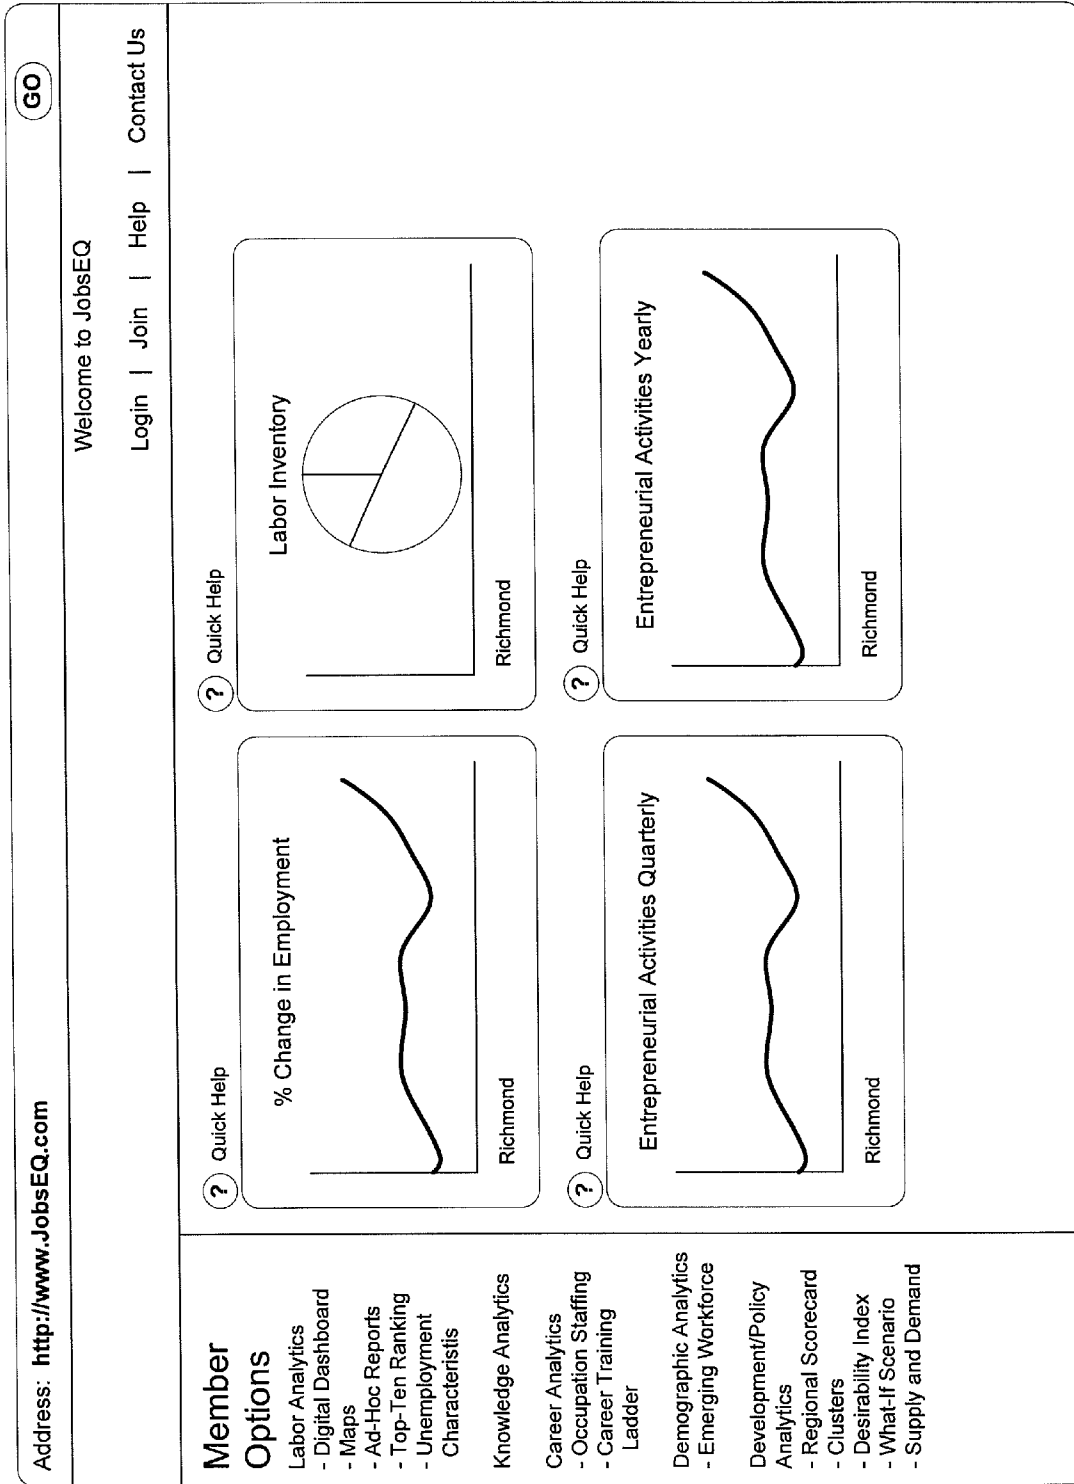 Address: http://www.JobsEQ.com
GO
Welcome to JobsEQ
Login | Join | Help | Contact Us
Member
Options
Labor Analytics
- Digital Dashboard
- Maps
- Ad-Hoc Reports
- Top-Ten Ranking
- Unemployment
Characteristis
Knowledge Analytics
Career Analytics
- Occupation Staffing
- Career Training
Ladder
Demographic Analytics
- Emerging Workforce
Development/Policy
Analytics
- Regional Scorecard
- Clusters
- Desirability Index
- What-If Scenario
- Supply and Demand
? Quick Help
% Change in Employment
Richmond
? Quick Help
Labor Inventory
Richmond
? Quick Help
Entrepreneurial Activities Quarterly
Richmond
? Quick Help
Entrepreneurial Activities Yearly
Richmond